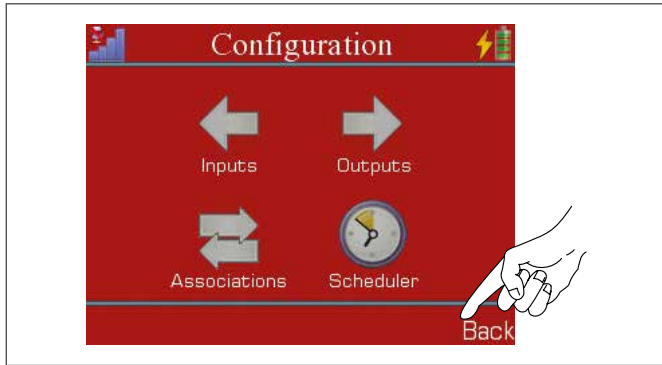 Configuration
Inputs Outputs
Associations Scheduler
Back